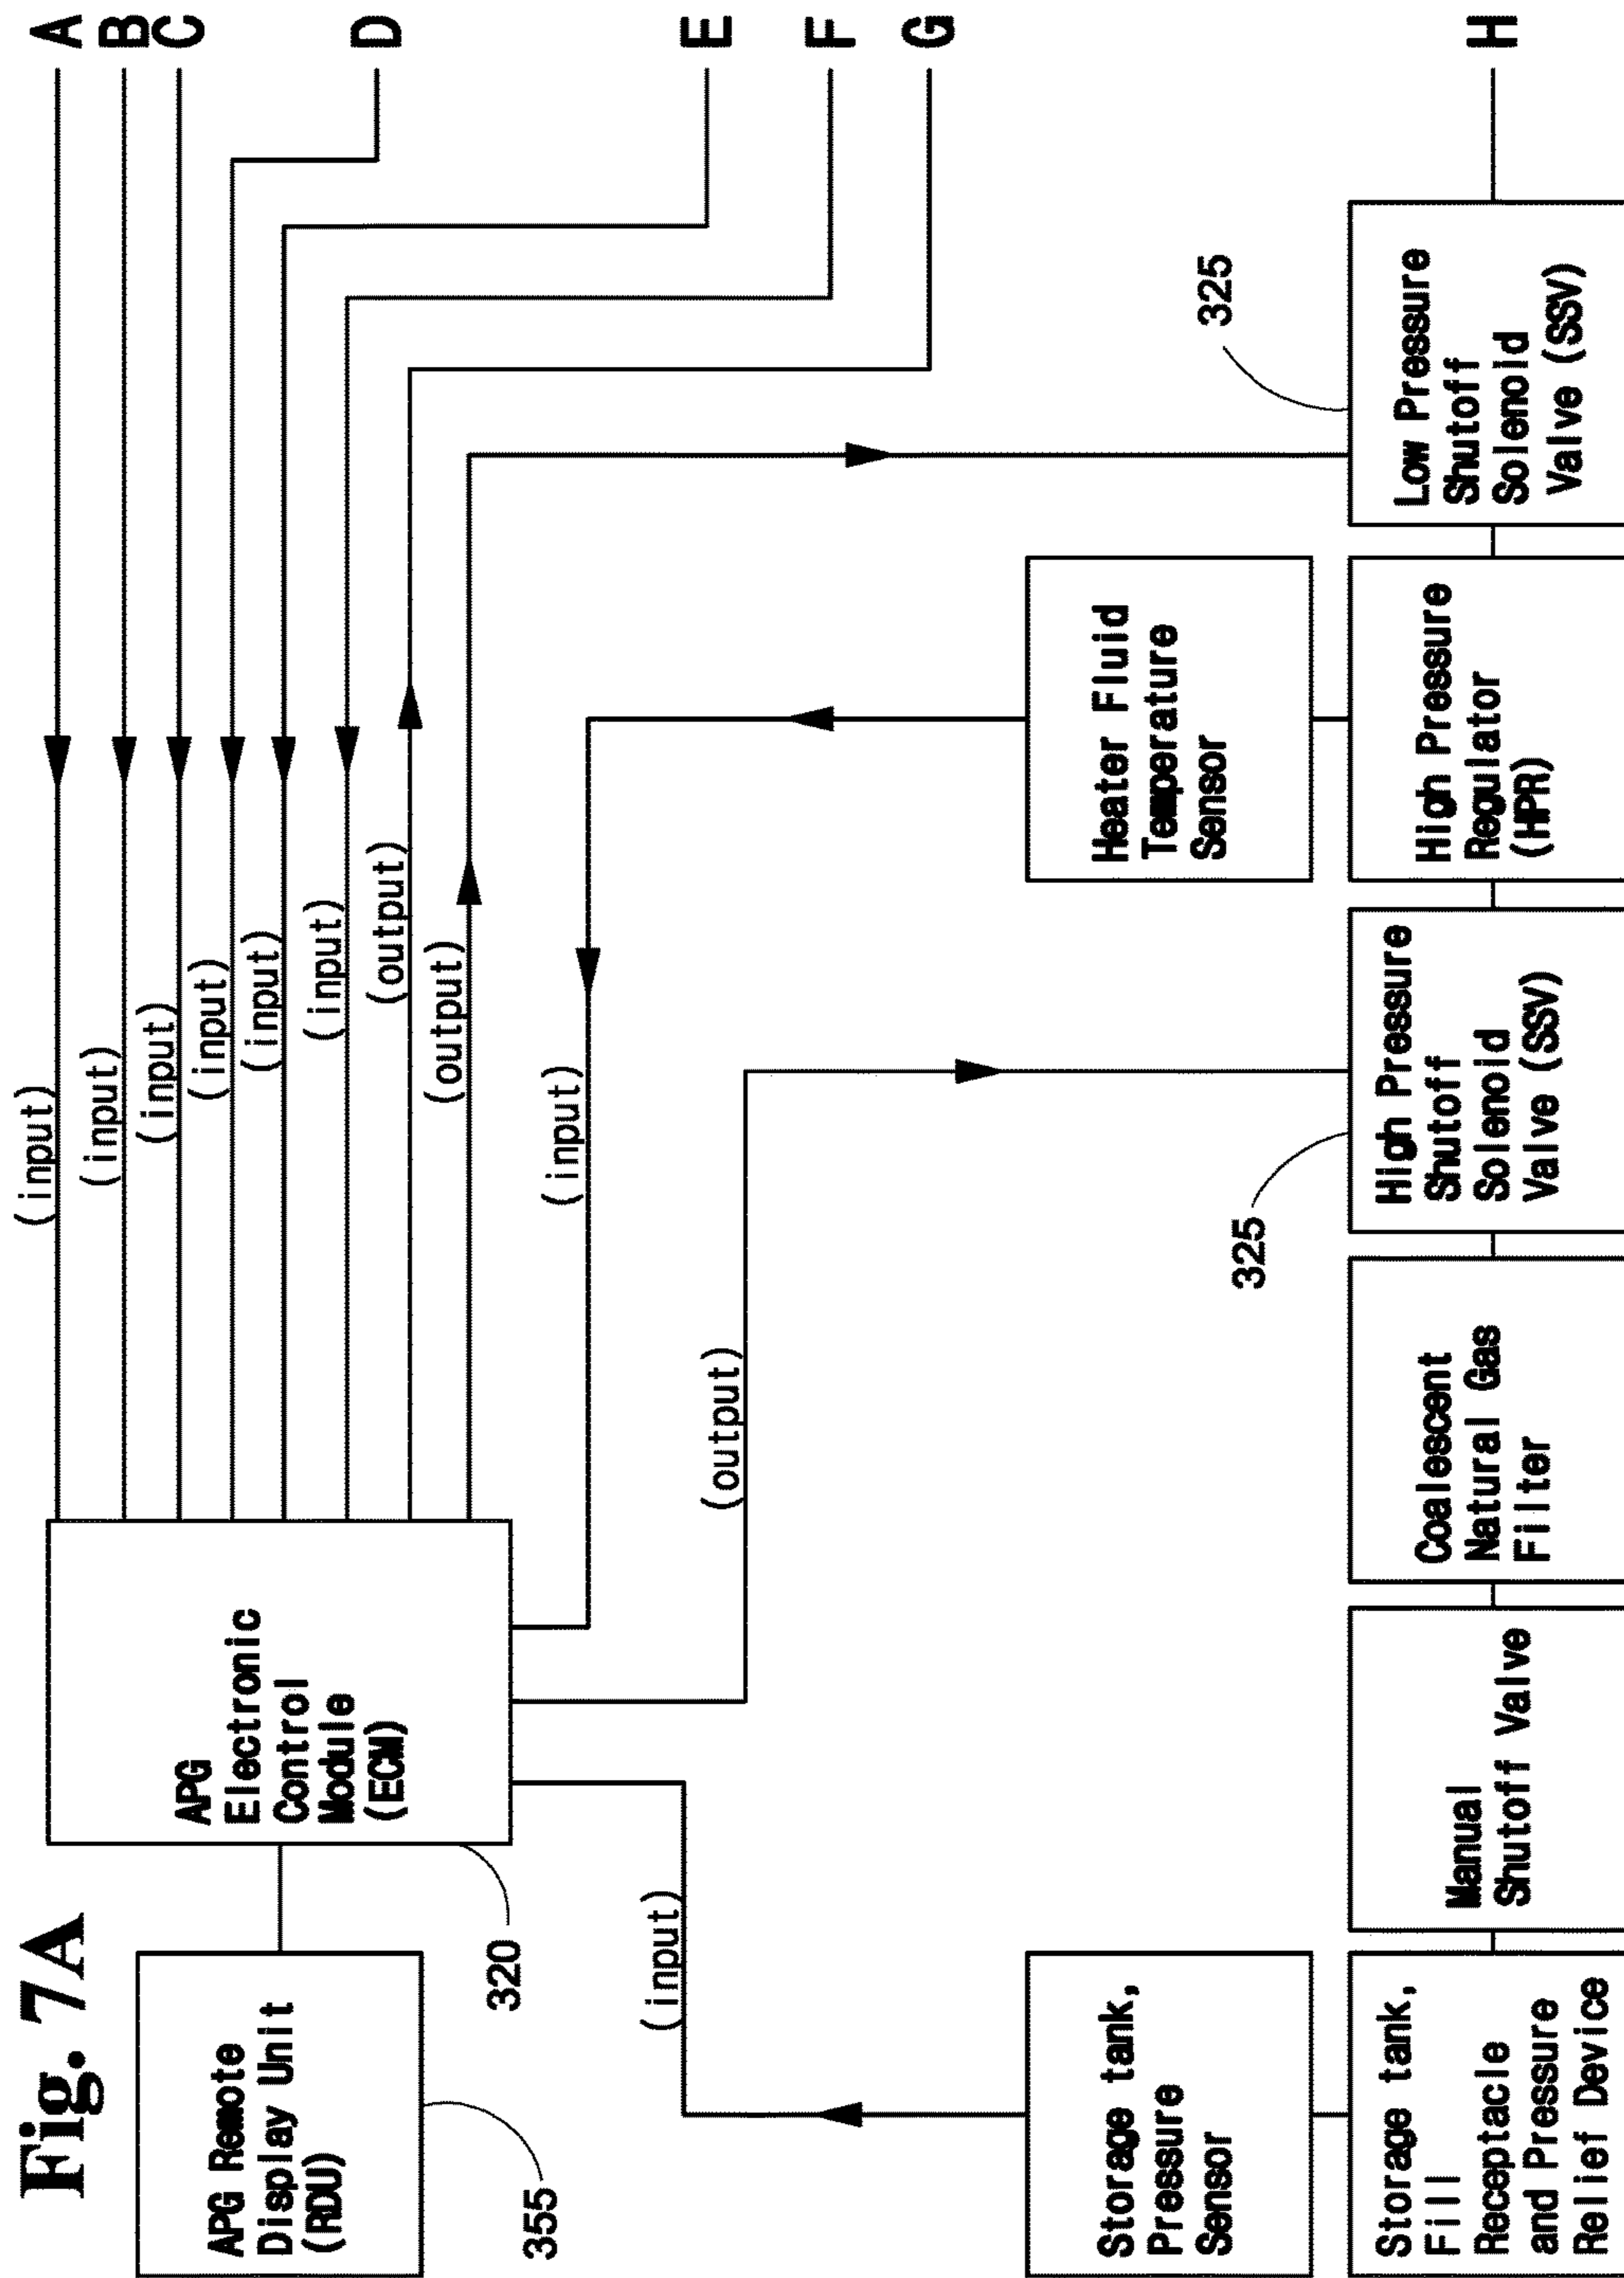 Fig. 7A
APG Remote
Display Unit
(RDU)
355
APG
Electronic
Control
Module
(ECM)
320
(input)
A
(input)
B
(input)
C
(input)
D
(input)
E
(input)
F
(output)
G
(output)
(input)
(output)
(input)
Storage tank,
Pressure
Sensor
Heater Fluid
Temperature
Sensor
325
325
Storage tank,
Fill
Receptacle
and Pressure
Relief Device
Manual
Shutoff Valve
Coalescent
Natural Gas
Filter
High Pressure
Shutoff
Solenoid
Valve (SSV)
High Pressure
Regulator
(HPR)
Low Pressure
Shutoff
Solenoid
Valve (SSV)
H